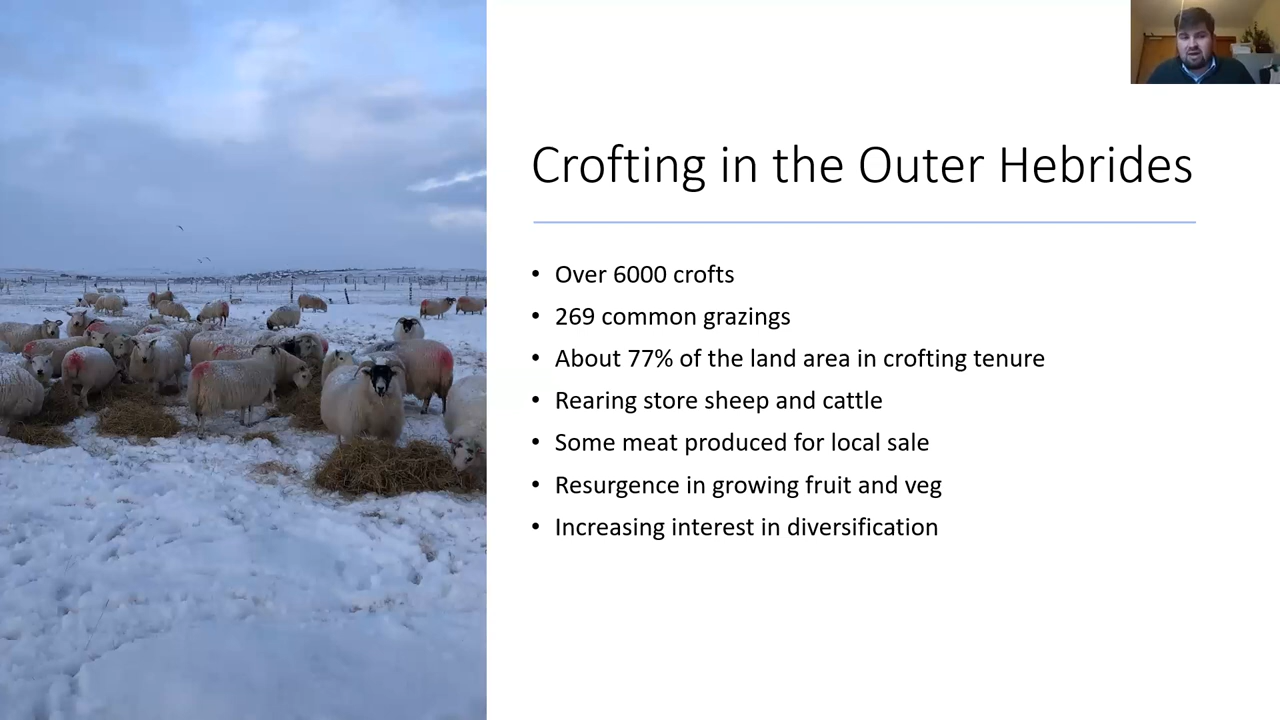 Crofting in the Outer Hebrides
• Over 6000 crofts
• 269 common grazings
• About 77% of the land area in crofting tenure
• Rearing store sheep and cattle
• Some meat produced for local sale
• Resurgence in growing fruit and veg
• Increasing interest in diversification